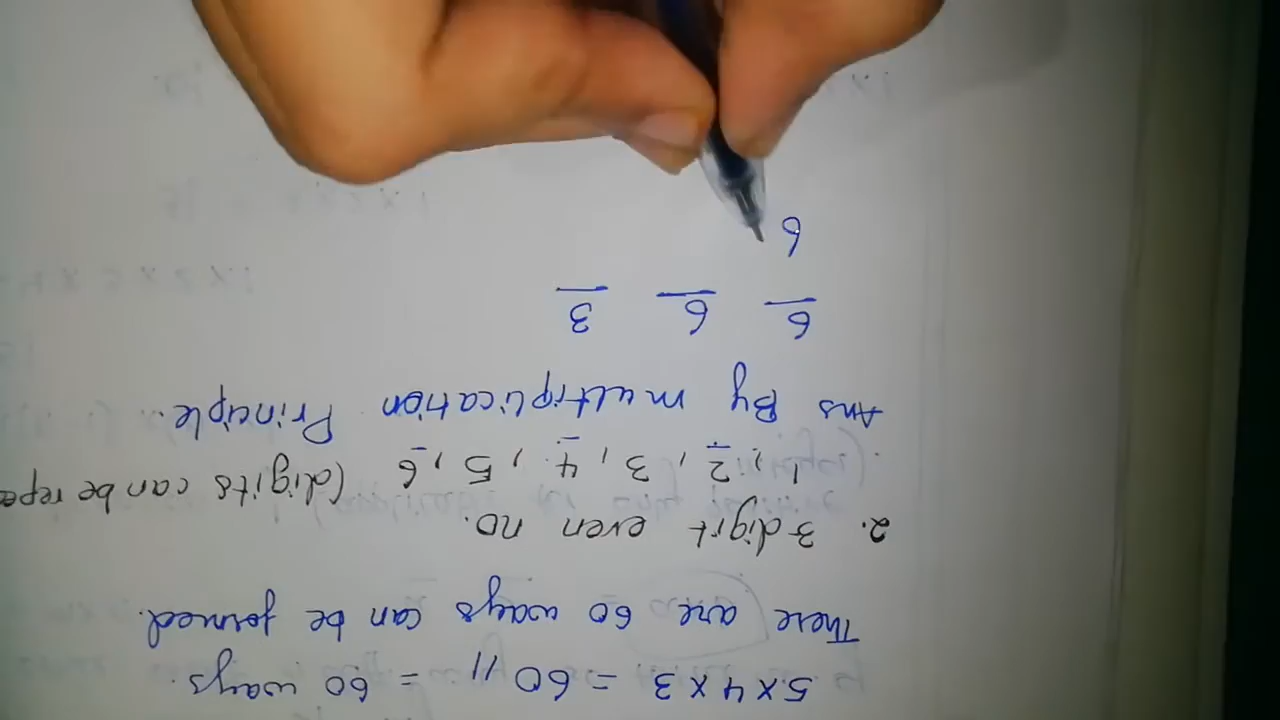 5 x 4 x 3 = 60 // = 60 ways.
There are 60 ways can be formed.
2. 3 digit even no.
1, 2, 3, 4, 5, 6 (digits can be repe
Ans By multiplication Principle.
6 6 3
6